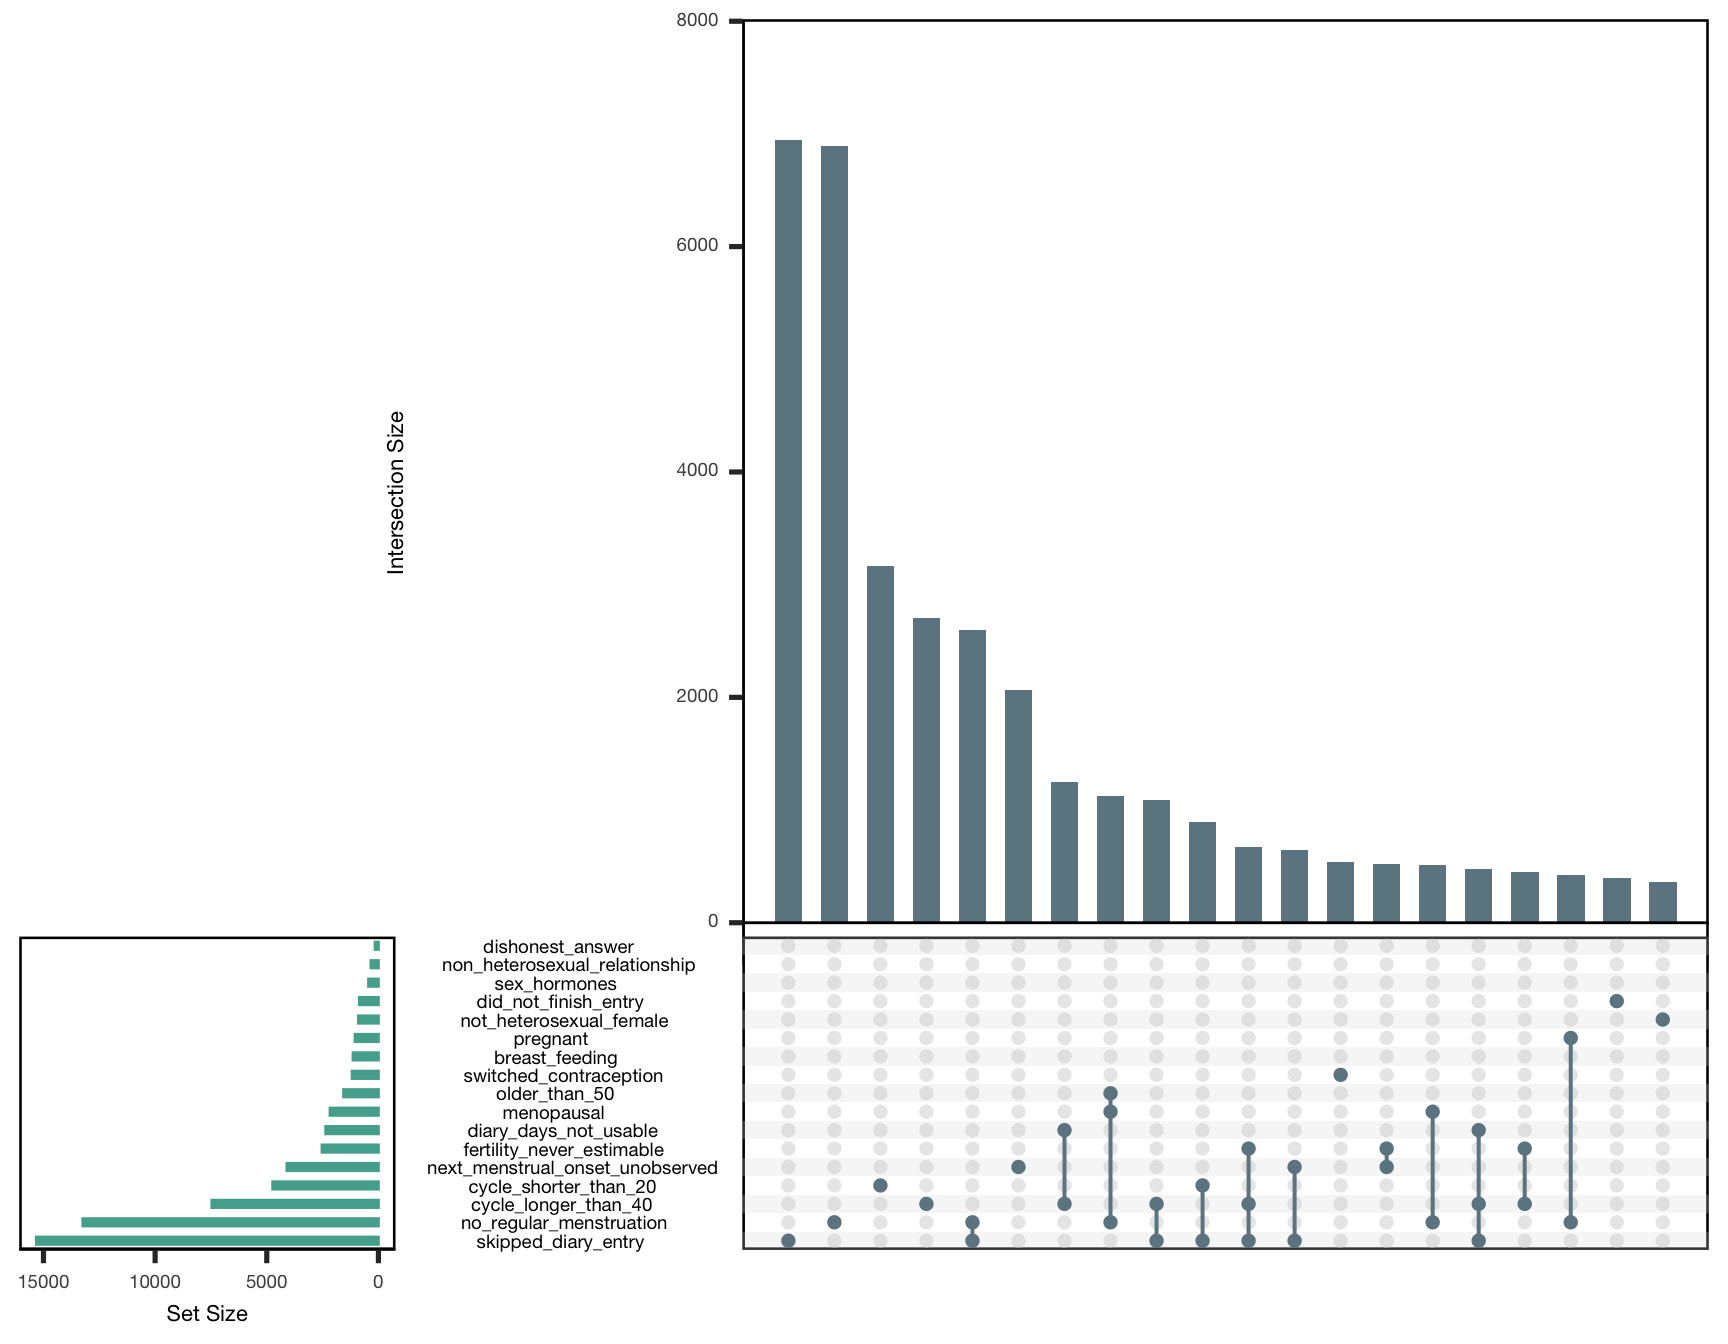 8000
6000
4000
2000
0
Intersection Size
dishonest_answer
non_heterosexual_relationship
sex_hormones
did_not_finish_entry
not_heterosexual_female
pregnant
breast_feeding
switched_contraception
older_than_50
menopausal
diary_days_not_usable
fertility_never_estimable
next_menstrual_onset_unobserved
cycle_shorter_than_20
cycle_longer_than_40
no_regular_menstruation
skipped_diary_entry
15000 10000 5000 0
Set Size